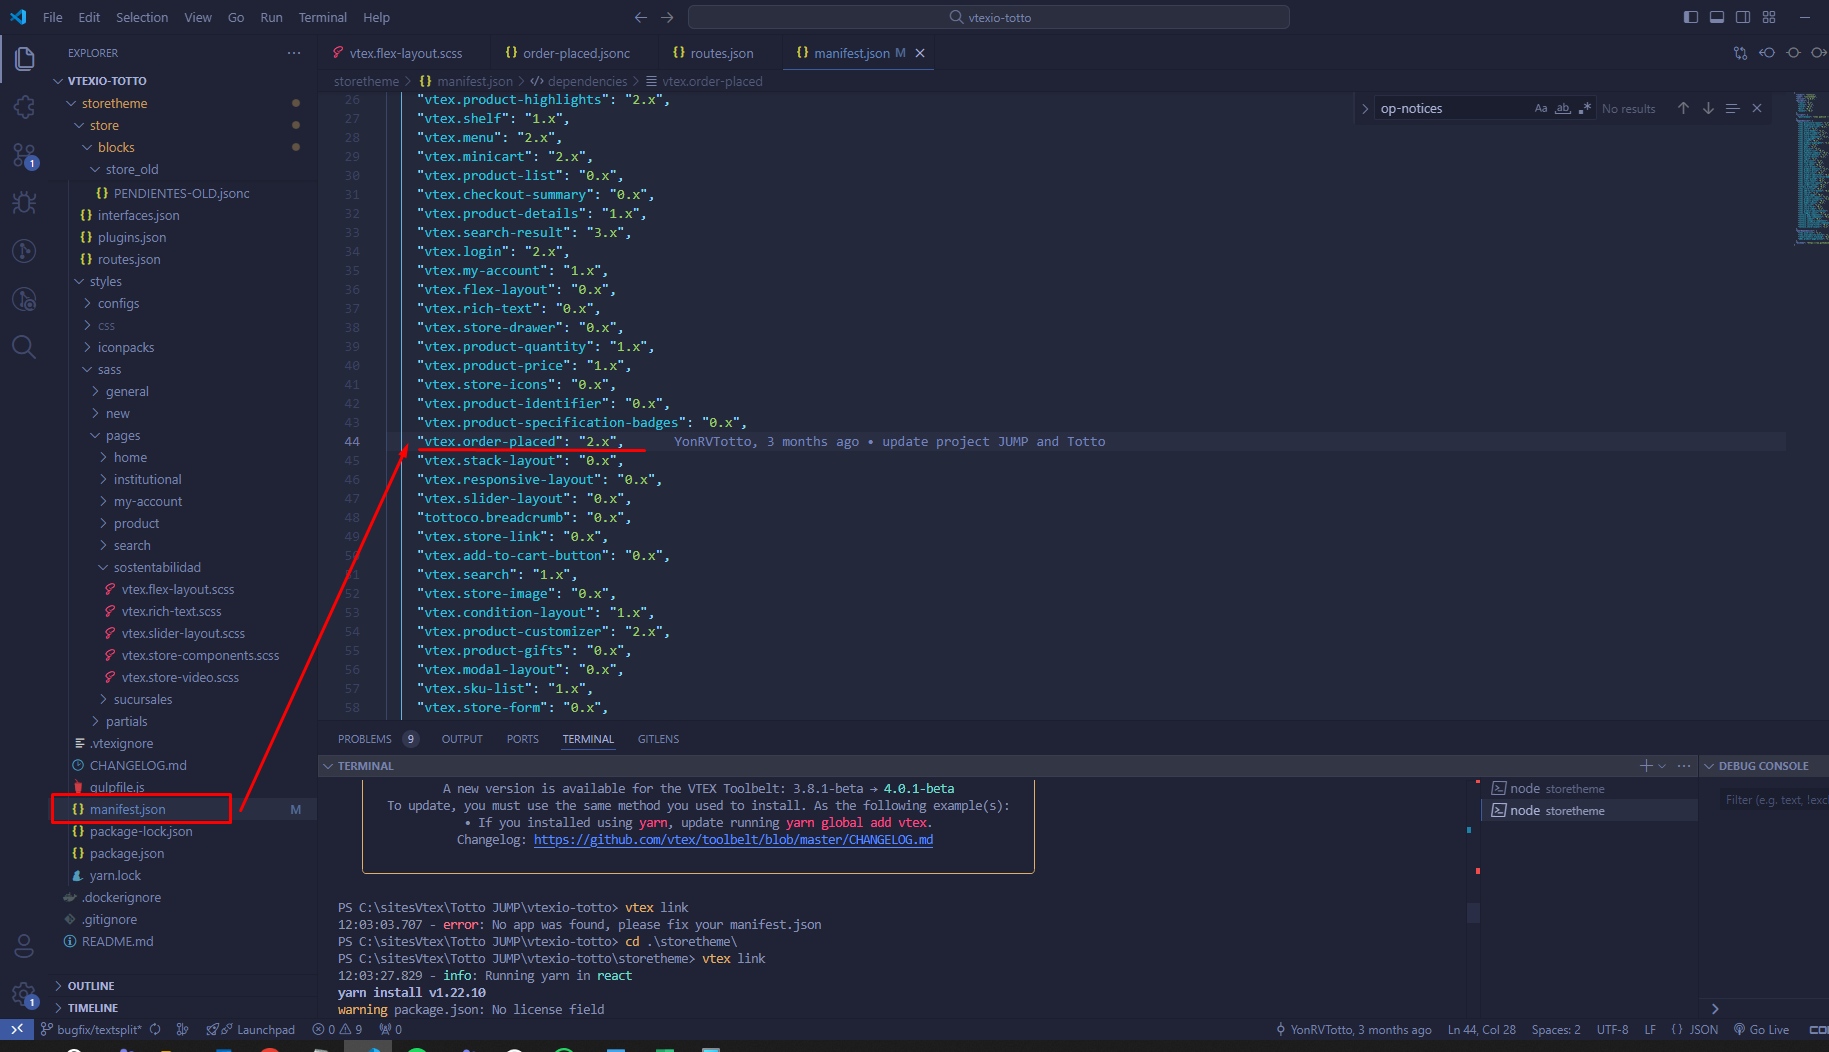 File Edit Selection View Go Run Terminal Help
vtexio-totto
EXPLORER
VTEXIO-TOTTO
storetheme
store
blocks
store_old
PENDIENTES-OLD.jsonc
interfaces.json
plugins.json
routes.json
styles
configs
css
iconpacks
sass
general
new
pages
home
institutional
my-account
product
search
sostentabilidad
vtex.flex-layout.scss
vtex.rich-text.scss
vtex.slider-layout.scss
vtex.store-components.scss
vtex.store-video.scss
sucursales
partials
.vtexignore
CHANGELOG.md
gulpfile.js
manifest.json M
package-lock.json
package.json
yarn.lock
.dockerignore
.gitignore
README.md
OUTLINE
TIMELINE
1
1
vtex.flex-layout.scss
order-placed.jsonc
routes.json
manifest.json M
storetheme > manifest.json > dependencies > vtex.order-placed
op-notices Aa ab No results
26 "vtex.product-highlights": "2.x",
27 "vtex.shelf": "1.x",
28 "vtex.menu": "2.x",
29 "vtex.minicart": "2.x",
30 "vtex.product-list": "0.x",
31 "vtex.checkout-summary": "0.x",
32 "vtex.product-details": "1.x",
33 "vtex.search-result": "3.x",
34 "vtex.login": "2.x",
35 "vtex.my-account": "1.x",
36 "vtex.flex-layout": "0.x",
37 "vtex.rich-text": "0.x",
38 "vtex.store-drawer": "0.x",
39 "vtex.product-quantity": "1.x",
40 "vtex.product-price": "1.x",
41 "vtex.store-icons": "0.x",
42 "vtex.product-identifier": "0.x",
43 "vtex.product-specification-badges": "0.x",
44 "vtex.order-placed": "2.x", YonRVTotto, 3 months ago • update project JUMP and Totto
45 "vtex.stack-layout": "0.x",
46 "vtex.responsive-layout": "0.x",
47 "vtex.slider-layout": "0.x",
48 "tottoco.breadcrumb": "0.x",
49 "vtex.store-link": "0.x",
50 "vtex.add-to-cart-button": "0.x",
51 "vtex.search": "1.x",
52 "vtex.store-image": "0.x",
53 "vtex.condition-layout": "1.x",
54 "vtex.product-customizer": "2.x",
55 "vtex.product-gifts": "0.x",
56 "vtex.modal-layout": "0.x",
57 "vtex.sku-list": "1.x",
58 "vtex.store-form": "0.x",
PROBLEMS 9 OUTPUT PORTS TERMINAL GITLENS
TERMINAL
A new version is available for the VTEX Toolbelt: 3.8.1-beta → 4.0.1-beta
To update, you must use the same method you used to install. As the following example(s):
• If you installed using yarn, update running yarn global add vtex.
Changelog: https://github.com/vtex/toolbelt/blob/master/CHANGELOG.md
PS C:\sitesVtex\Totto JUMP\vtexio-totto> vtex link
12:03:03.707 - error: No app was found, please fix your manifest.json
PS C:\sitesVtex\Totto JUMP\vtexio-totto> cd .\storetheme\
PS C:\sitesVtex\Totto JUMP\vtexio-totto\storetheme> vtex link
12:03:27.829 - info: Running yarn in react
yarn install v1.22.10
warning package.json: No license field
node storetheme
node storetheme
DEBUG CONSOLE
Filter (e.g. text, !excl
bugfix/textsplit* Launchpad 0 9 0
YonRVTotto, 3 months ago Ln 44, Col 28 Spaces: 2 UTF-8 LF {} JSON Go Live